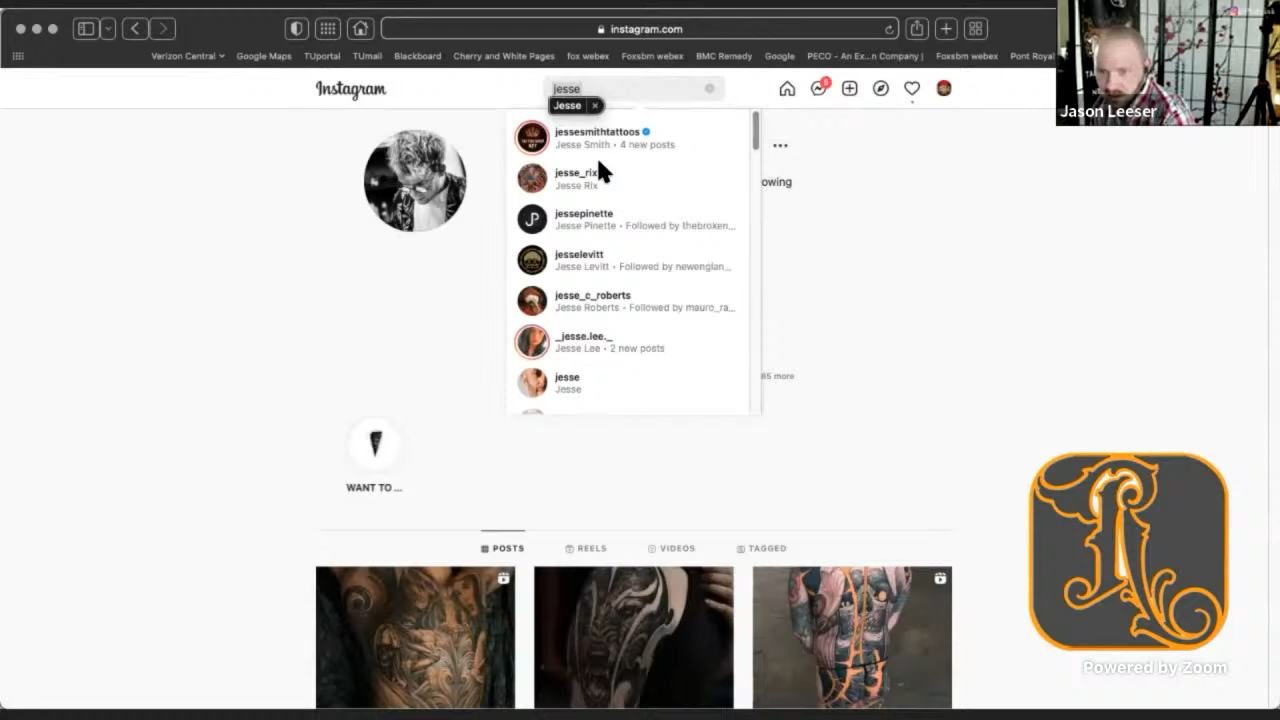 instagram.com
Verizon Central
Google Maps
TUportal
TUmail
Blackboard
Cherry and White Pages
fox webex
Foxsbm webex
BMC Remedy
Google
PECO - An Ex...n Company |
Foxsbm webex
Pont Royal
Jason Leeser
Instagram
jesse
Jesse ×
5
jessesmithtattoos
Jesse Smith • 4 new posts
jesse_rix
Jesse Rix
jessepinette
Jesse Pinette • Followed by thebroken...
jesselevitt
Jesse Levitt • Followed by newenglan...
jesse_c_roberts
Jesse Roberts • Followed by mauro_ra...
_jesse.lee._
Jesse Lee • 2 new posts
jesse
Jesse
owing
65 more
WANT TO ...
POSTS
REELS
VIDEOS
TAGGED
Powered by Zoom